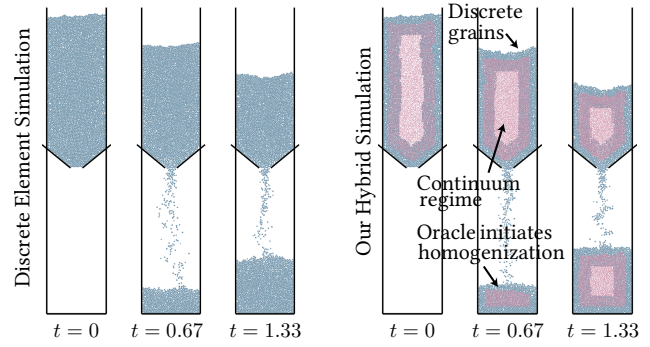 Discrete Element Simulation
t = 0
t = 0.67
t = 1.33
Our Hybrid Simulation
Discrete
grains
Continuum
regime
Oracle initiates
homogenization
t = 0
t = 0.67
t = 1.33